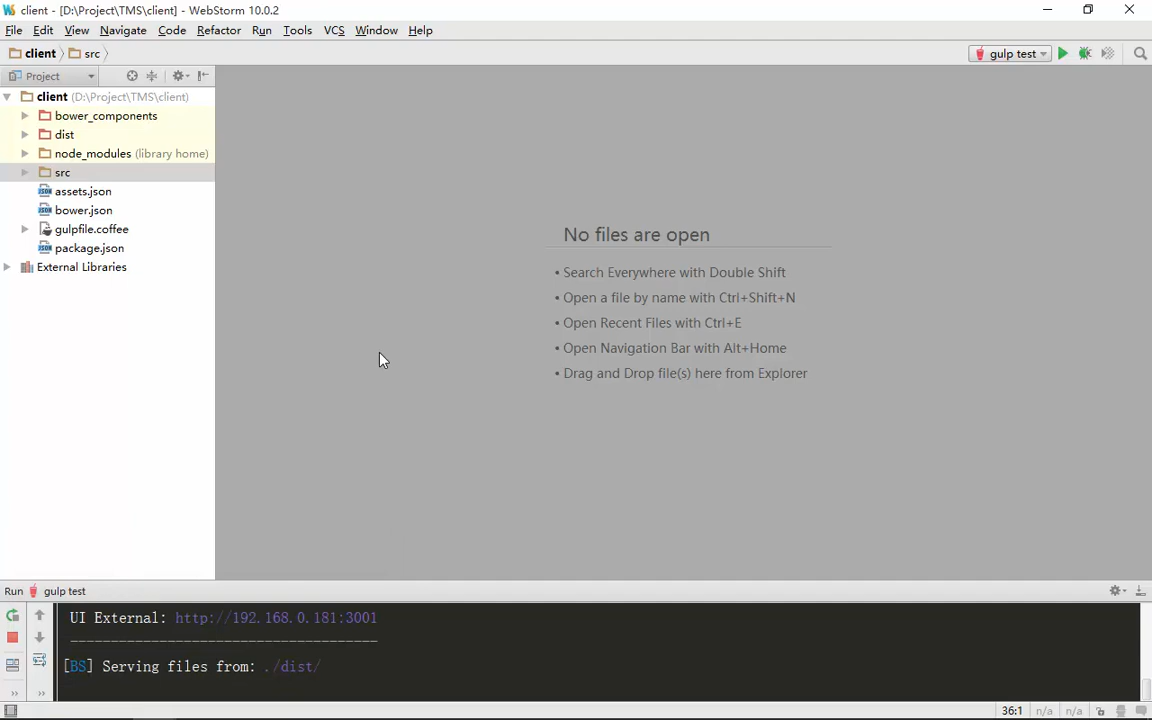 client - [D:\Project\TMS\client] - WebStorm 10.0.2
File Edit View Navigate Code Refactor Run Tools VCS Window Help
client src gulp test
Project
client (D:\Project\TMS\client)
bower_components
dist
node_modules (library home)
src
assets.json
bower.json
gulpfile.coffee
package.json
External Libraries
No files are open
• Search Everywhere with Double Shift
• Open a file by name with Ctrl+Shift+N
• Open Recent Files with Ctrl+E
• Open Navigation Bar with Alt+Home
• Drag and Drop file(s) here from Explorer
Run gulp test
UI External: http://192.168.0.181:3001
--------------------------------------
[BS] Serving files from: ./dist/
36:1 n/a n/a